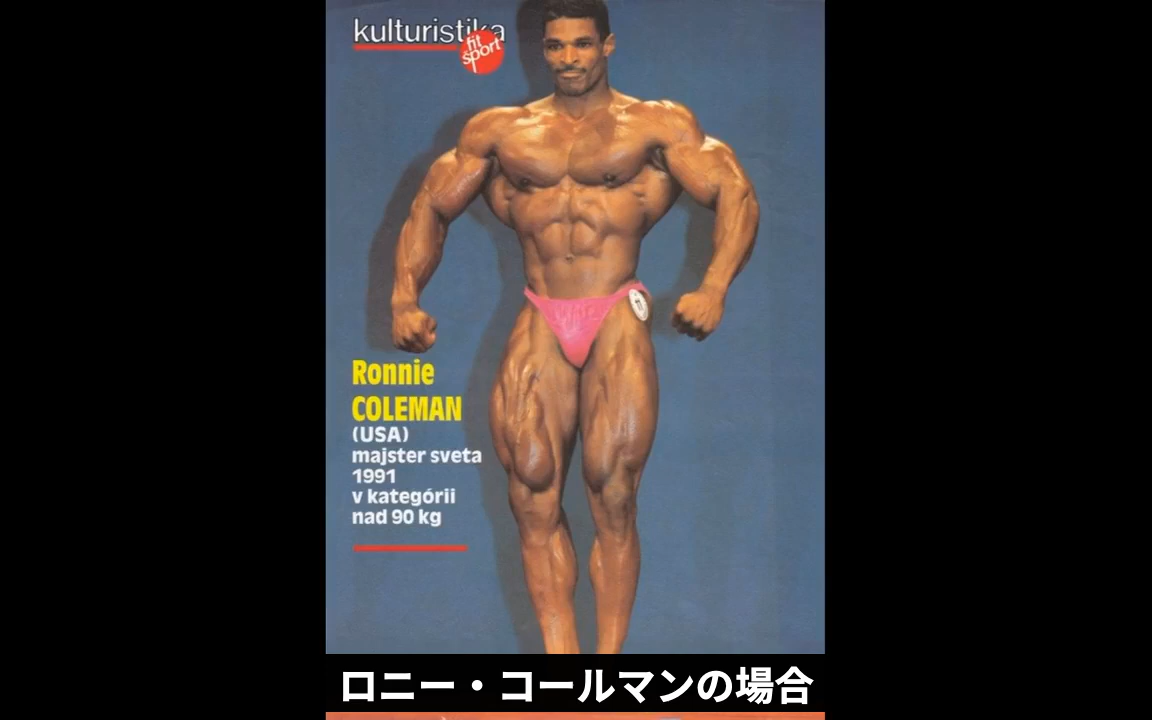 kulturistika
fit
šport
Ronnie
COLEMAN
(USA)
majster sveta
1991
v kategórii
nad 90 kg
ロニー・コールマンの場合